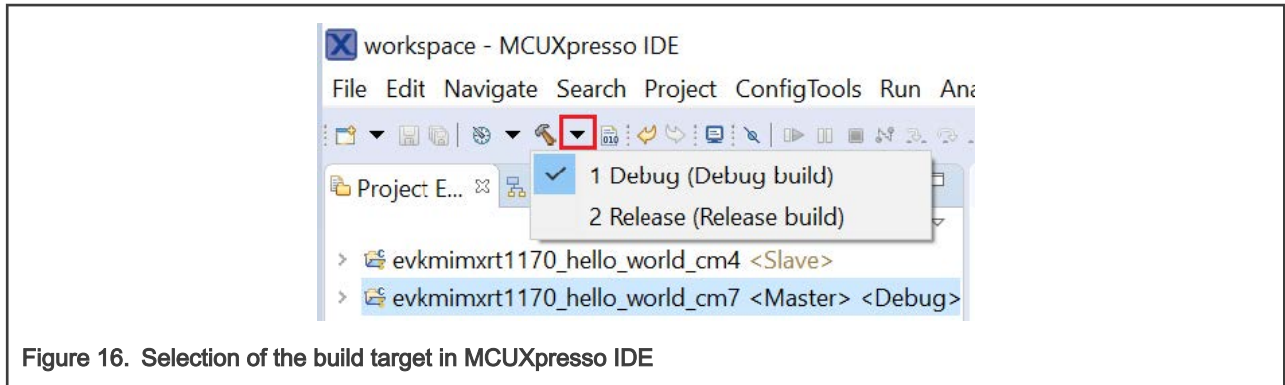 workspace - MCUXpresso IDE
File Edit Navigate Search Project ConfigTools Run Ana
010
Project E...
1 Debug (Debug build)
2 Release (Release build)
evkmimxrt1170_hello_world_cm4 <Slave>
evkmimxrt1170_hello_world_cm7 <Master> <Debug>
Figure 16. Selection of the build target in MCUXpresso IDE